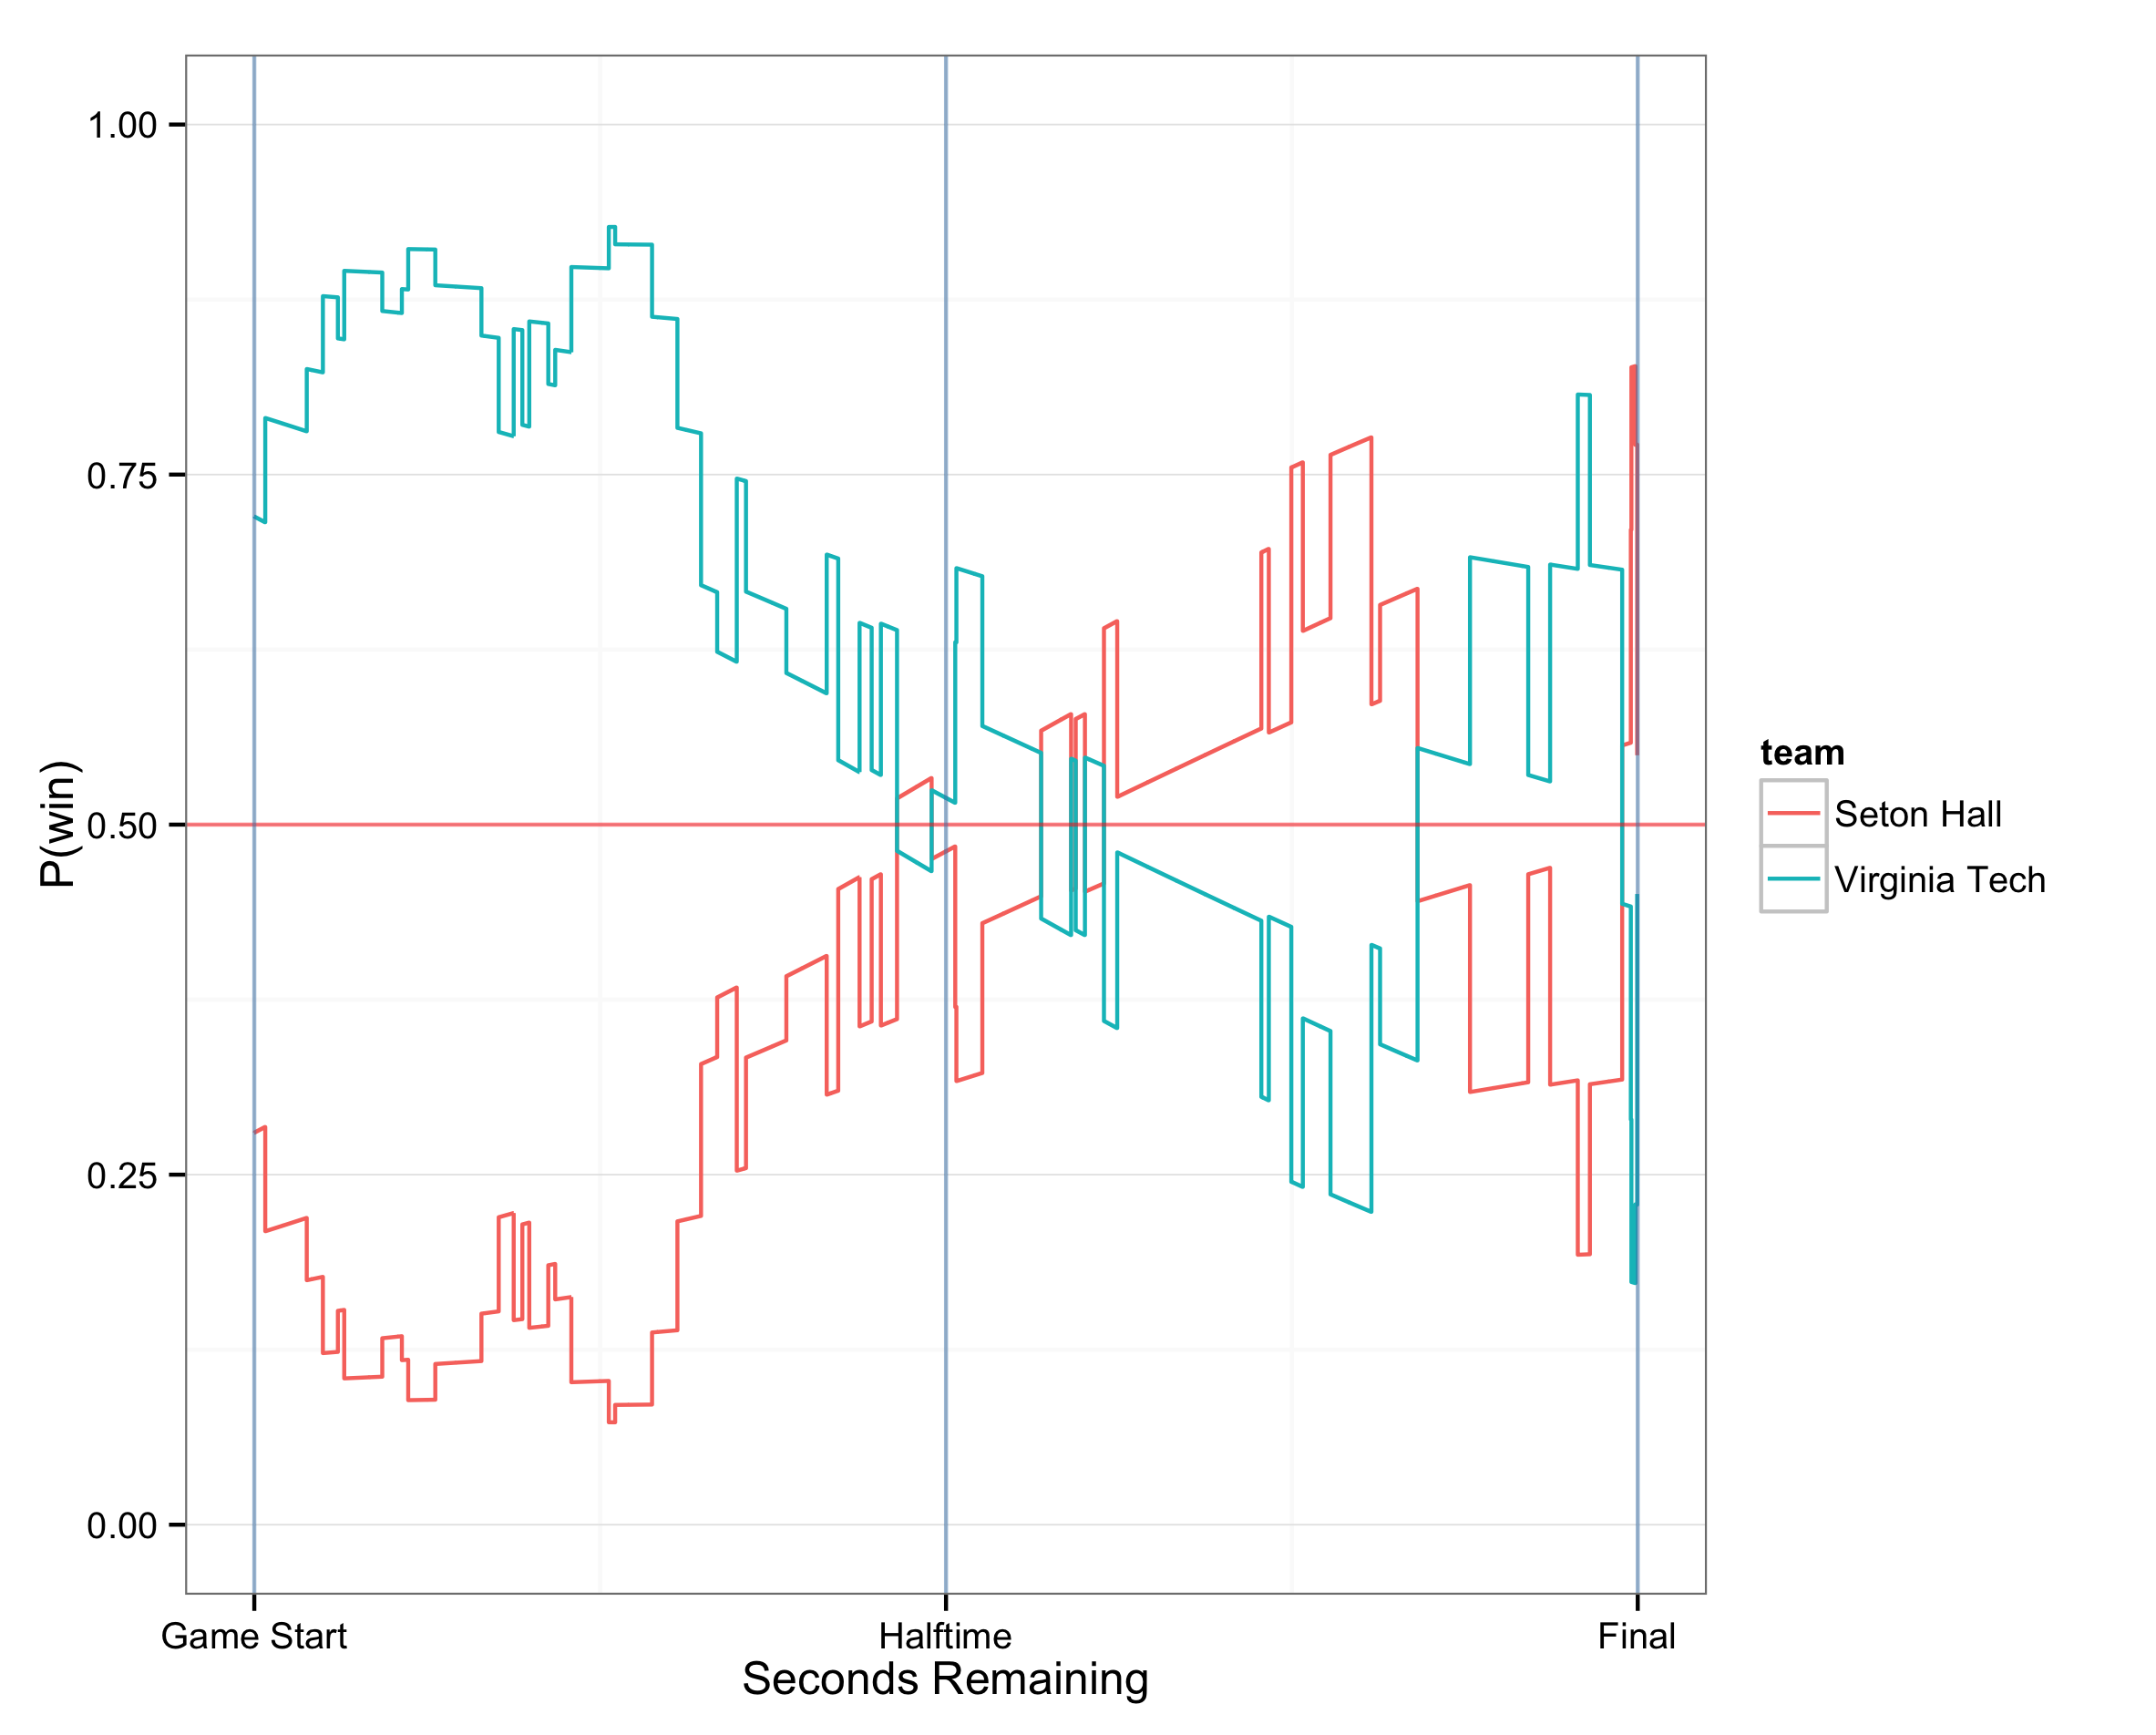 1.00
0.75
0.50
0.25
0.00
P(win)
Game Start
Halftime
Final
Seconds Remaining
team
Seton Hall
Virginia Tech